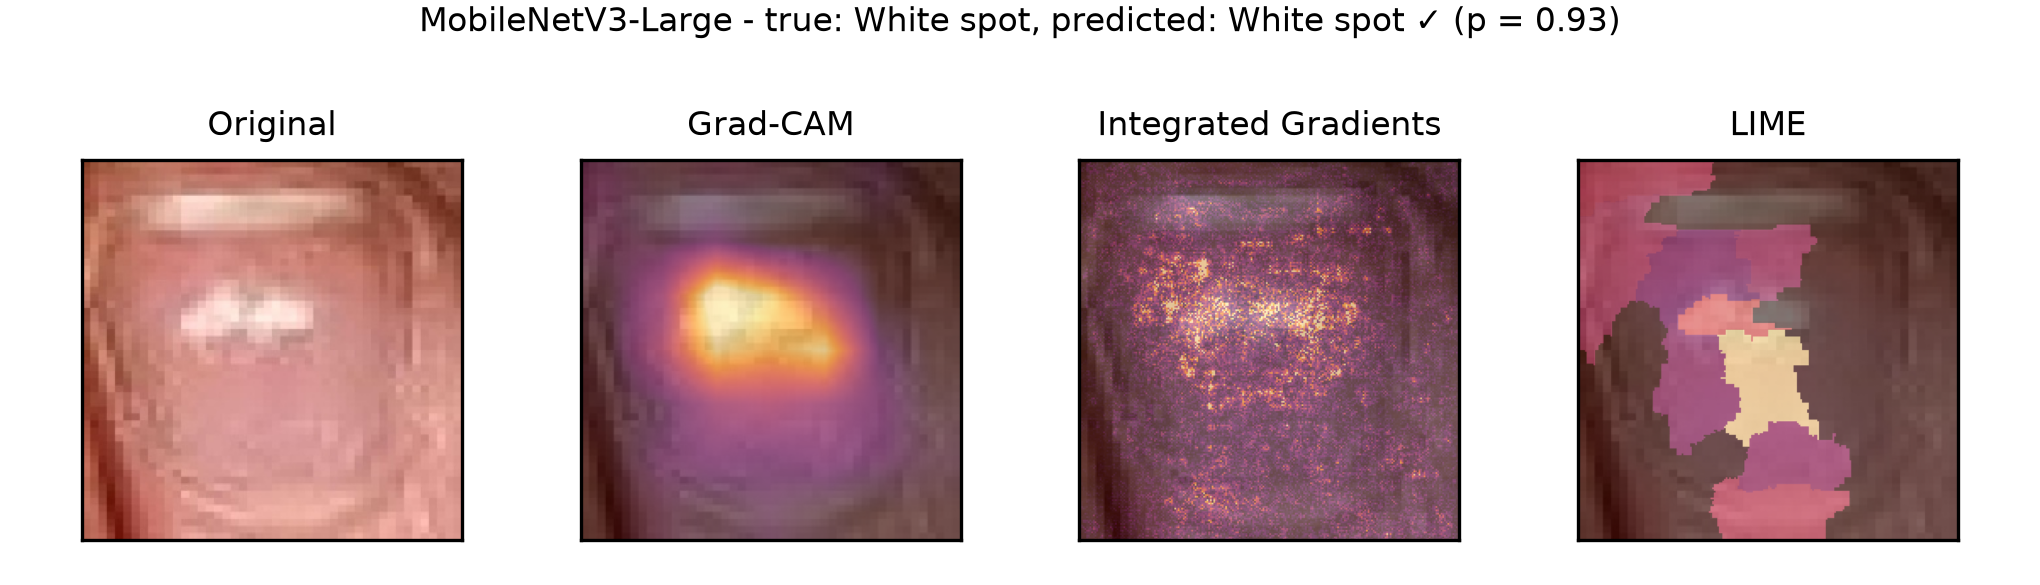 MobileNetV3-Large - true: White spot, predicted: White spot ✓ (p = 0.93)
Original
Grad-CAM
Integrated Gradients
LIME